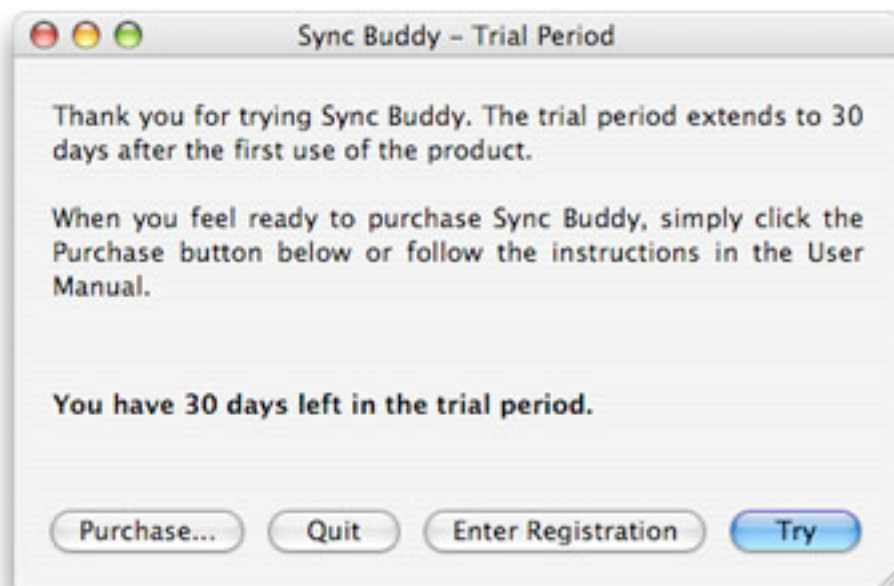 Sync Buddy – Trial Period
Thank you for trying Sync Buddy. The trial period extends to 30
days after the first use of the product.
When you feel ready to purchase Sync Buddy, simply click the
Purchase button below or follow the instructions in the User
Manual.
You have 30 days left in the trial period.
Purchase... Quit Enter Registration Try